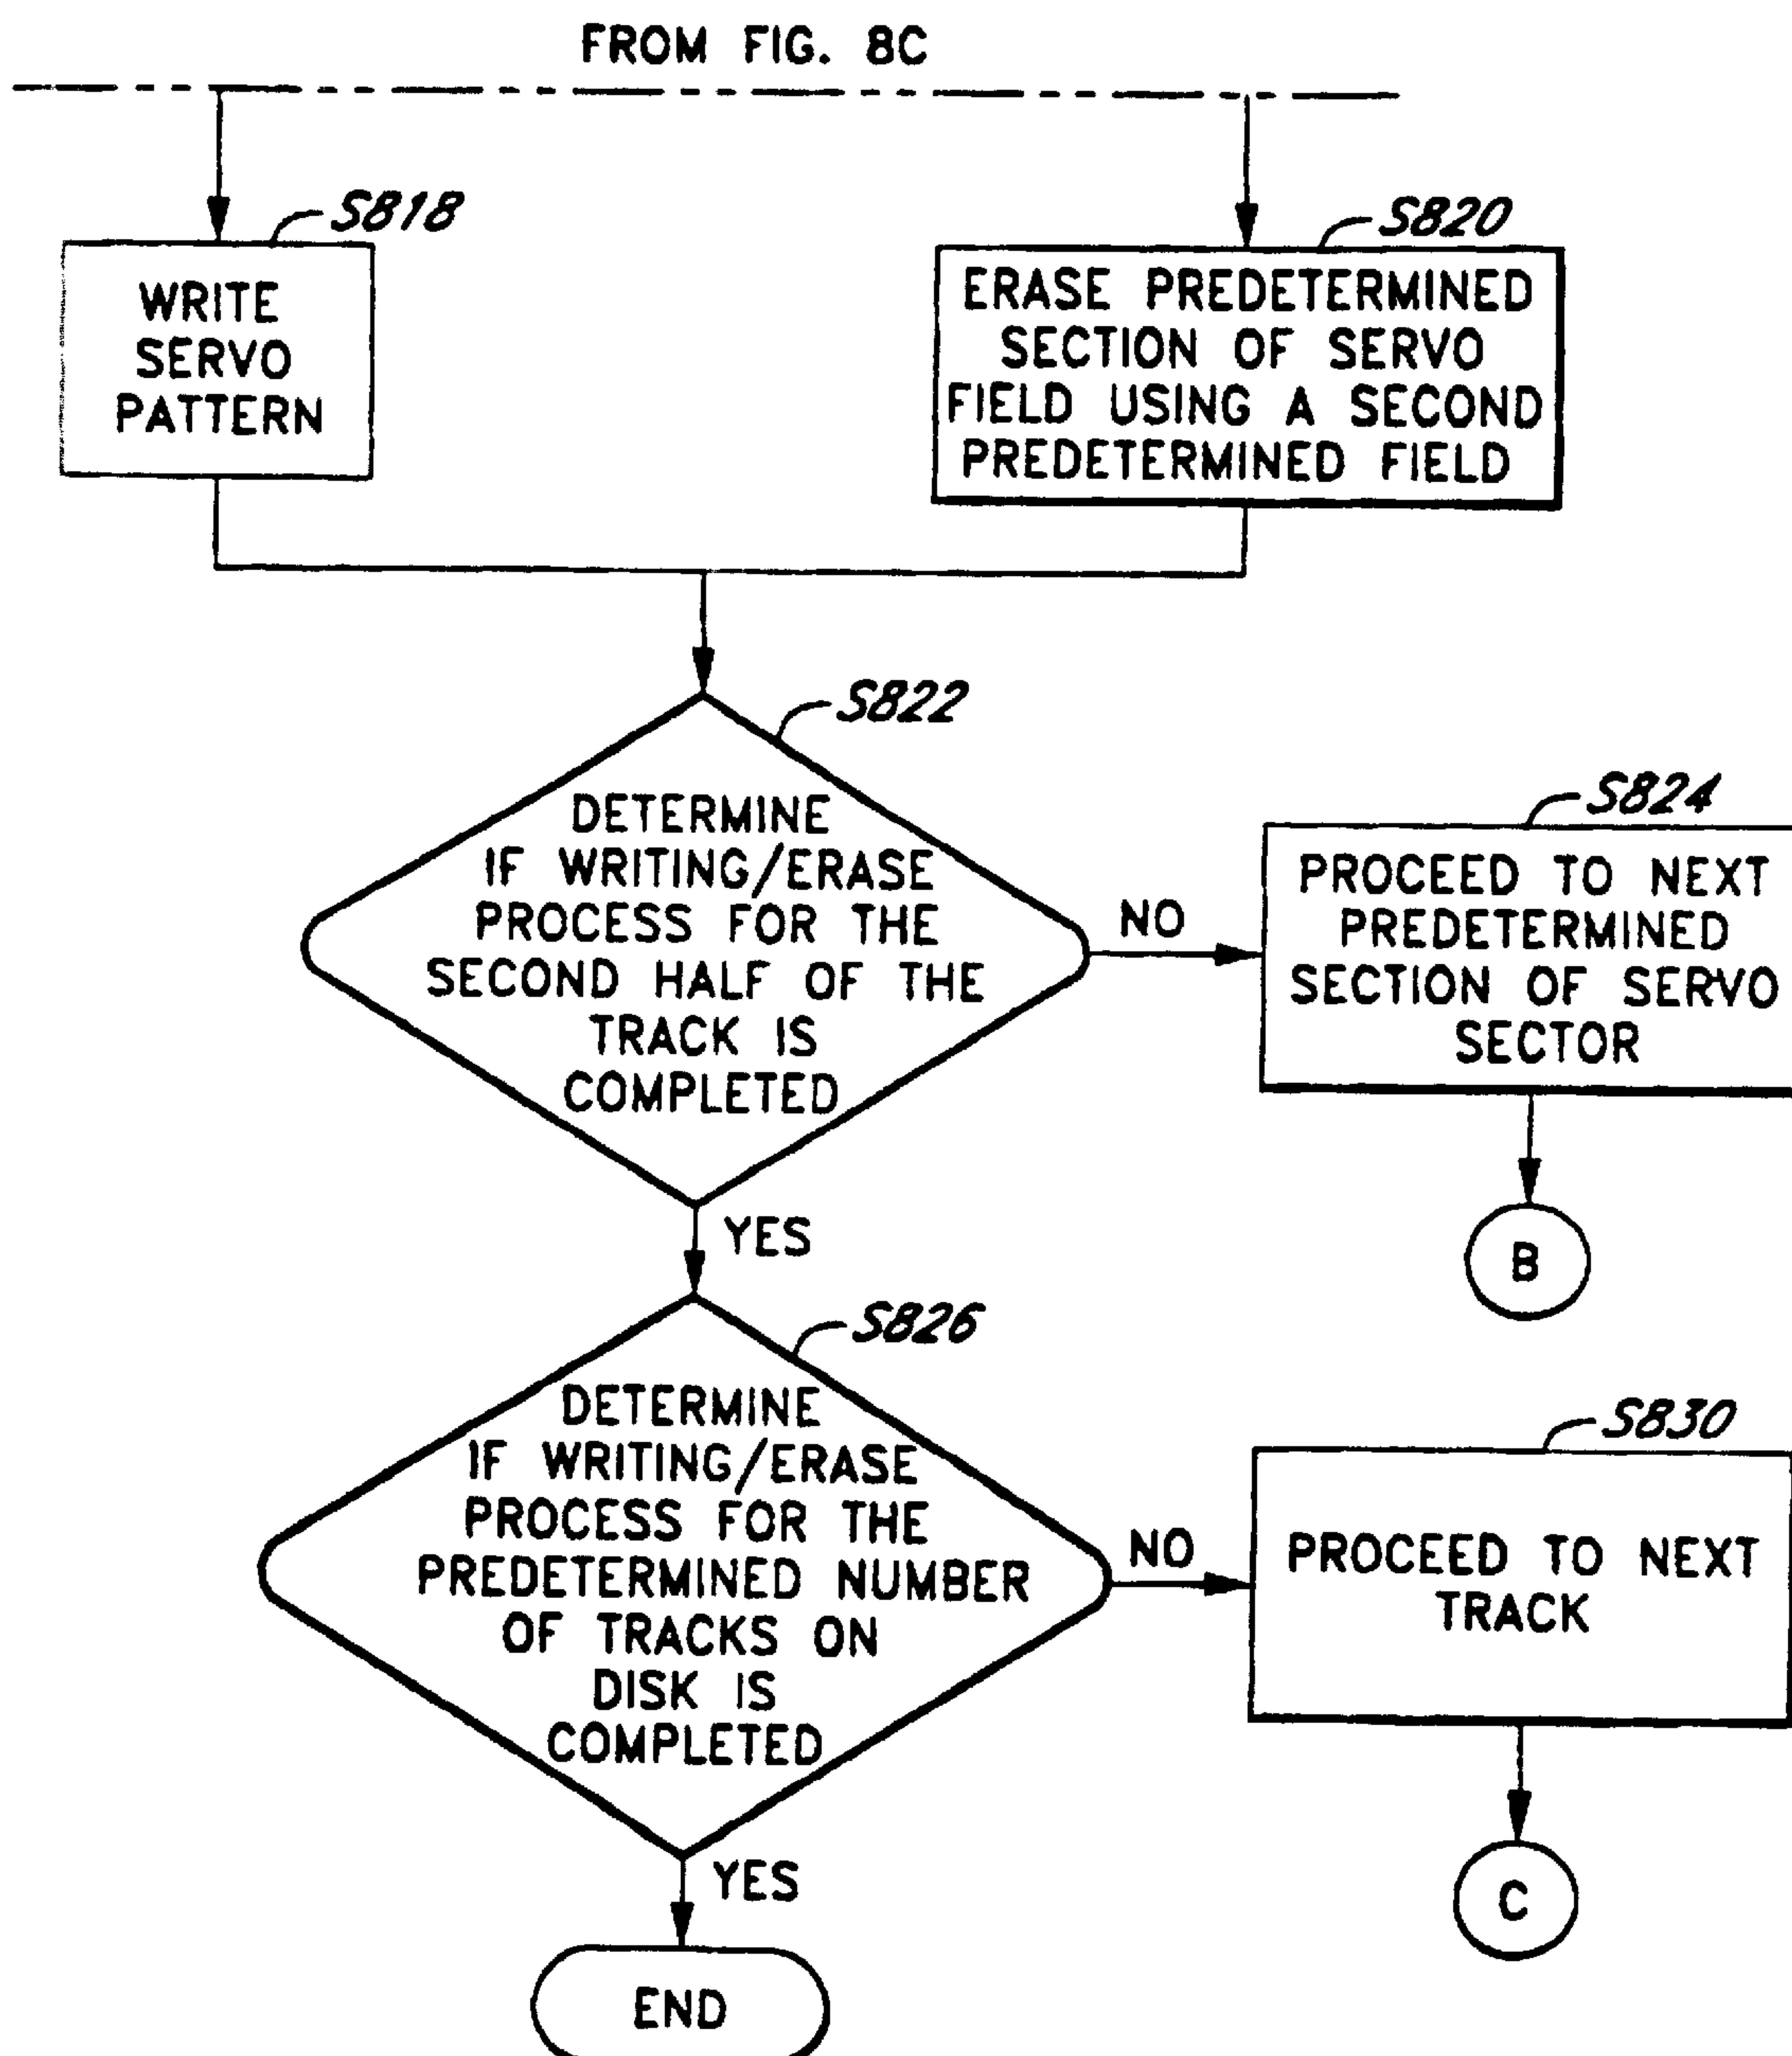 FROM FIG. 8C
S818
WRITE
SERVO
PATTERN
S820
ERASE PREDETERMINED
SECTION OF SERVO
FIELD USING A SECOND
PREDETERMINED FIELD
S822
DETERMINE
IF WRITING/ERASE
PROCESS FOR THE
SECOND HALF OF THE
TRACK IS
COMPLETED
NO
S824
PROCEED TO NEXT
PREDETERMINED
SECTION OF SERVO
SECTOR
B
YES
S826
DETERMINE
IF WRITING/ERASE
PROCESS FOR THE
PREDETERMINED NUMBER
OF TRACKS ON
DISK IS
COMPLETED
NO
S830
PROCEED TO NEXT
TRACK
C
YES
END